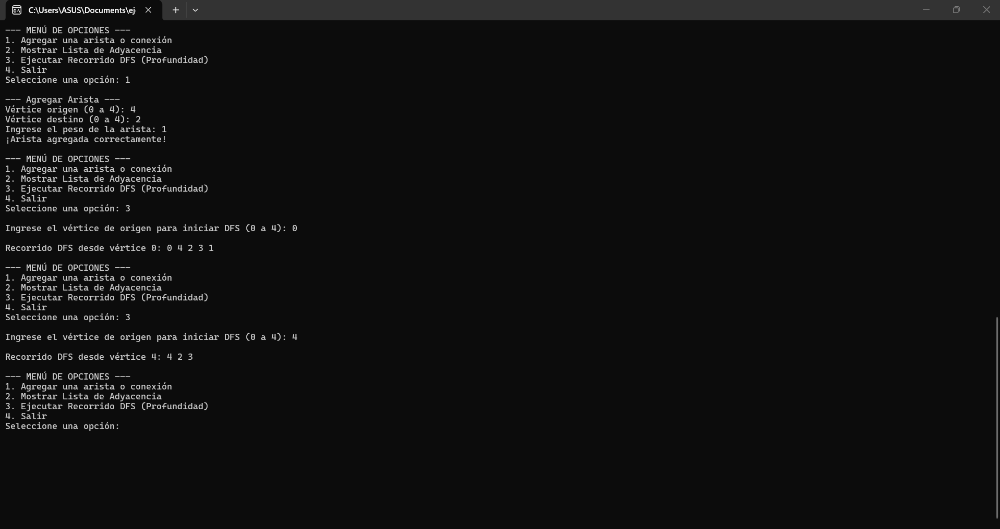 C:\Users\ASUS\Documents\ej
--- MENÚ DE OPCIONES ---
1. Agregar una arista o conexión
2. Mostrar Lista de Adyacencia
3. Ejecutar Recorrido DFS (Profundidad)
4. Salir
Seleccione una opción: 1
--- Agregar Arista ---
Vértice origen (0 a 4): 4
Vértice destino (0 a 4): 2
Ingrese el peso de la arista: 1
¡Arista agregada correctamente!
--- MENÚ DE OPCIONES ---
1. Agregar una arista o conexión
2. Mostrar Lista de Adyacencia
3. Ejecutar Recorrido DFS (Profundidad)
4. Salir
Seleccione una opción: 3
Ingrese el vértice de origen para iniciar DFS (0 a 4): 0
Recorrido DFS desde vértice 0: 0 4 2 3 1
--- MENÚ DE OPCIONES ---
1. Agregar una arista o conexión
2. Mostrar Lista de Adyacencia
3. Ejecutar Recorrido DFS (Profundidad)
4. Salir
Seleccione una opción: 3
Ingrese el vértice de origen para iniciar DFS (0 a 4): 4
Recorrido DFS desde vértice 4: 4 2 3
--- MENÚ DE OPCIONES ---
1. Agregar una arista o conexión
2. Mostrar Lista de Adyacencia
3. Ejecutar Recorrido DFS (Profundidad)
4. Salir
Seleccione una opción: